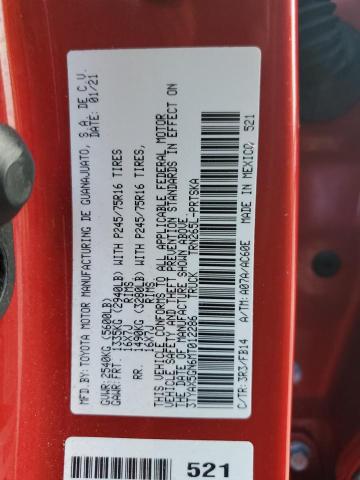 MFD.BY: TOYOTA MOTOR MANUFACTURING DE GUANAJUATO, S.A. DE C.V.
DATE: 01/21
GVWR: 2540KG (5600LB)
GAWR: FRT. 1335KG (2940LB) WITH P245/75R16 TIRES
16X7J RIMS,
RR. 1490KG (3280LB) WITH P245/75R16 TIRES,
16X7J RIMS
THIS VEHICLE CONFORMS TO ALL APPLICABLE FEDERAL MOTOR
VEHICLE SAFETY AND THEFT PREVENTION STANDARDS IN EFFECT ON
THE DATE OF MANUFACTURE SHOWN ABOVE.
3TYAX5GN6MT012286 TRUCK TRN265L-PRTSKA
C/TR: 3R3/FB14 A/TM: A07A/AC60E MADE IN MEXICO, 521
521